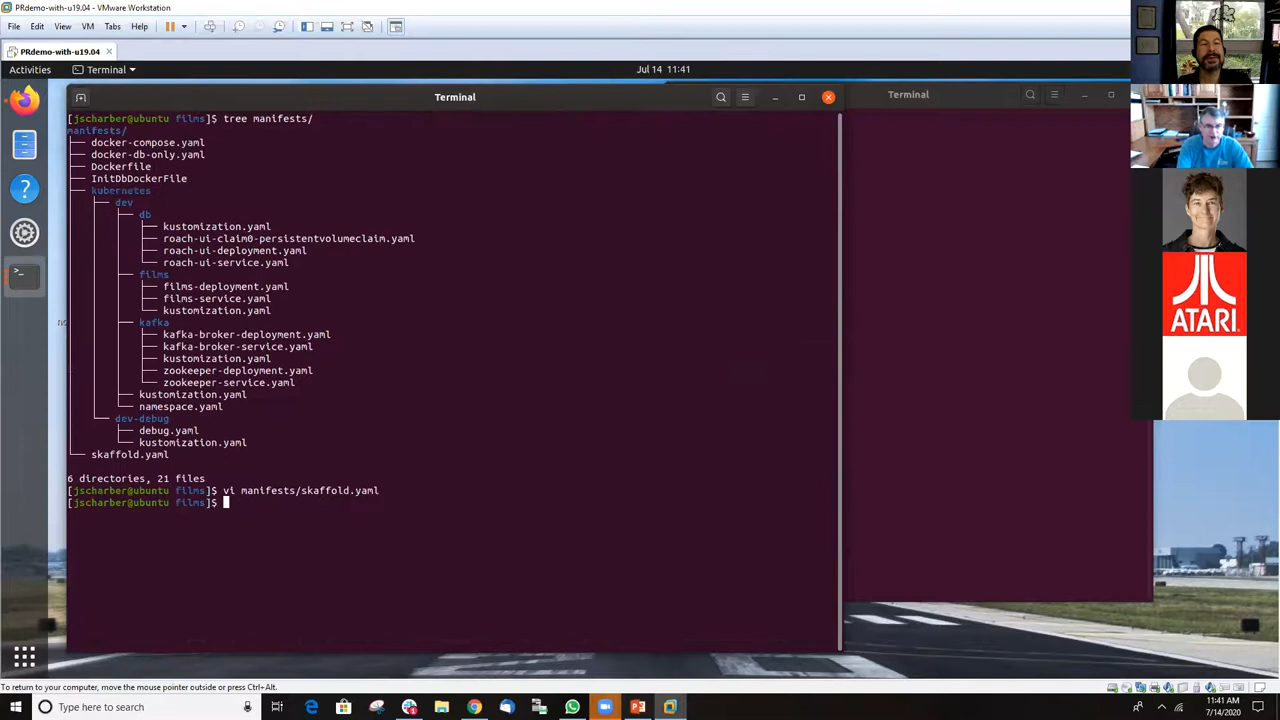 PRdemo-with-u19.04 - VMware Workstation
File Edit View VM Tabs Help
PRdemo-with-u19.04
Activities Terminal Jul 14 11:41
Terminal
Terminal
[jscharber@ubuntu films]$ tree manifests/
manifests/
├── docker-compose.yaml
├── docker-db-only.yaml
├── Dockerfile
├── InitDbDockerFile
├── kubernetes
│   ├── dev
│   │   ├── db
│   │   │   ├── kustomization.yaml
│   │   │   ├── roach-ui-claim0-persistentvolumeclaim.yaml
│   │   │   ├── roach-ui-deployment.yaml
│   │   │   └── roach-ui-service.yaml
│   │   ├── films
│   │   │   ├── films-deployment.yaml
│   │   │   ├── films-service.yaml
│   │   │   └── kustomization.yaml
│   │   ├── kafka
│   │   │   ├── kafka-broker-deployment.yaml
│   │   │   ├── kafka-broker-service.yaml
│   │   │   ├── kustomization.yaml
│   │   │   ├── zookeeper-deployment.yaml
│   │   │   └── zookeeper-service.yaml
│   │   ├── kustomization.yaml
│   │   └── namespace.yaml
│   └── dev-debug
│       ├── debug.yaml
│       └── kustomization.yaml
└── skaffold.yaml
6 directories, 21 files
[jscharber@ubuntu films]$ vi manifests/skaffold.yaml
[jscharber@ubuntu films]$
ATARI
To return to your computer, move the mouse pointer outside or press Ctrl+Alt.
Type here to search
11:41 AM
7/14/2020